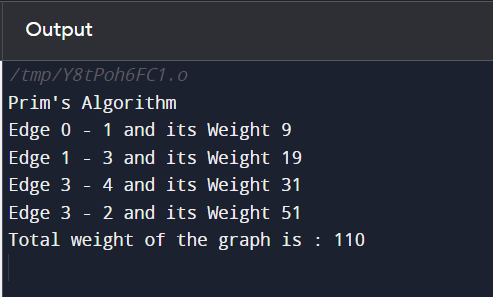 Output
/tmp/Y8tPoh6FC1.o
Prim's Algorithm
Edge 0 - 1 and its Weight 9
Edge 1 - 3 and its Weight 19
Edge 3 - 4 and its Weight 31
Edge 3 - 2 and its Weight 51
Total weight of the graph is : 110